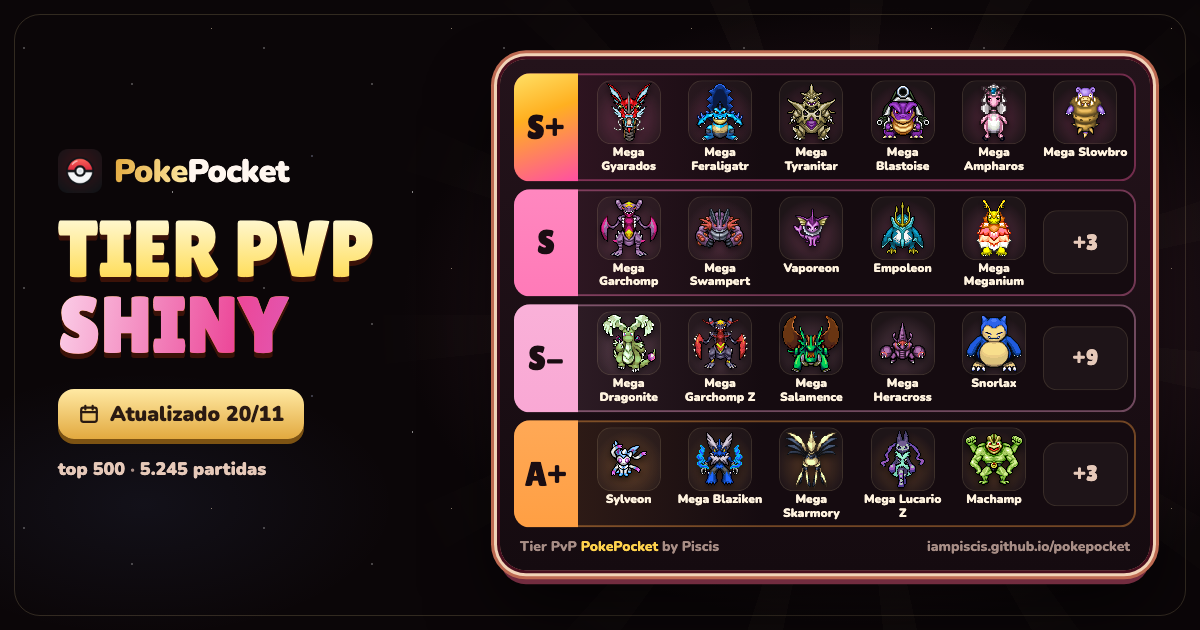 PokePocket
TIER PVP
SHINY
Atualizado 20/11
top 500 · 5.245 partidas
S+
Mega
Gyarados
Mega
Feraligatr
Mega
Tyranitar
Mega
Blastoise
Mega
Ampharos
Mega Slowbro
S
Mega
Garchomp
Mega
Swampert
Vaporeon
Empoleon
Mega
Meganium
+3
S−
Mega
Dragonite
Mega
Garchomp Z
Mega
Salamence
Mega
Heracross
Snorlax
+9
A+
Sylveon
Mega Blaziken
Mega
Skarmory
Mega Lucario
Z
Machamp
+3
Tier PvP PokePocket by Piscis
iampiscis.github.io/pokepocket